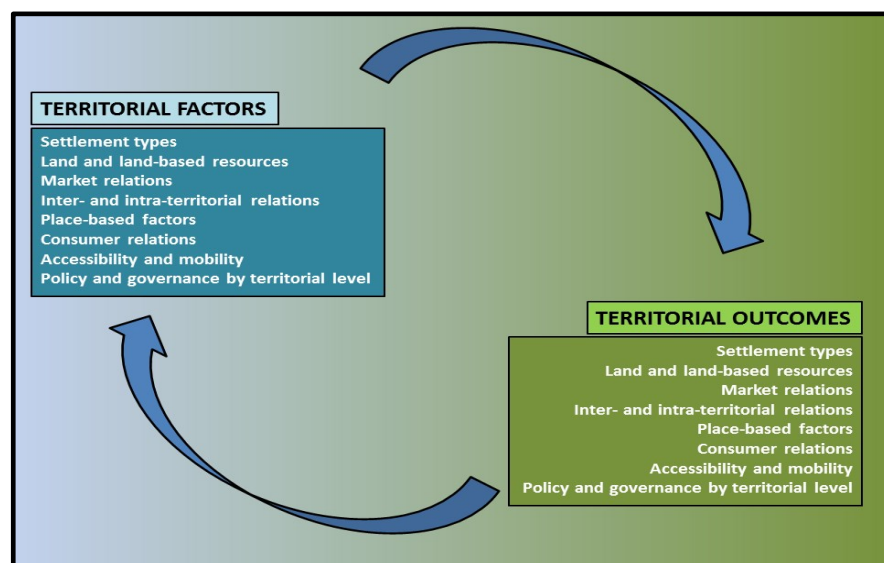 TERRITORIAL FACTORS
Settlement types
Land and land-based resources
Market relations
Inter- and intra-territorial relations
Place-based factors
Consumer relations
Accessibility and mobility
Policy and governance by territorial level
TERRITORIAL OUTCOMES
Settlement types
Land and land-based resources
Market relations
Inter- and intra-territorial relations
Place-based factors
Consumer relations
Accessibility and mobility
Policy and governance by territorial level